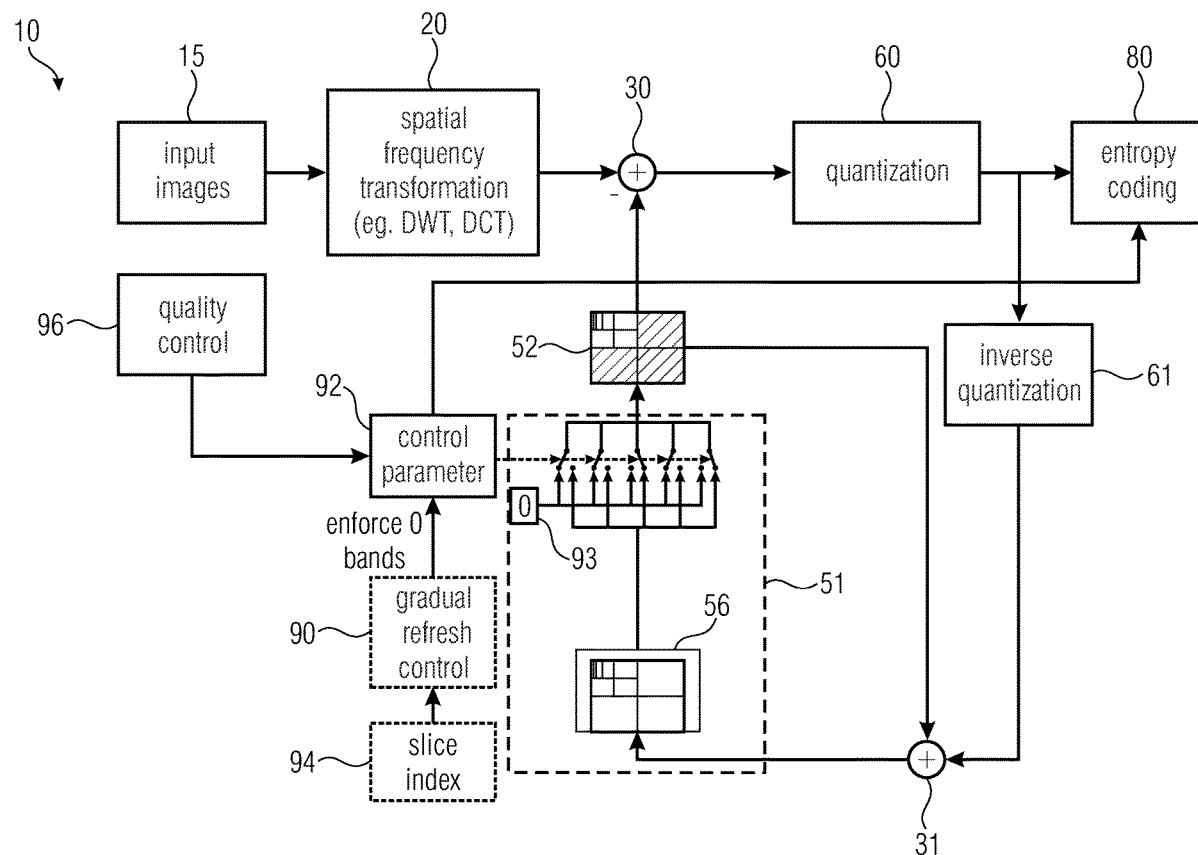 10
15
input
images
20
spatial
frequency
transformation
(eg. DWT, DCT)
30
+
-
60
quantization
80
entropy
coding
96
quality
control
52
inverse
quantization
61
92
control
parameter
0
93
enforce 0
bands
51
90
gradual
refresh
control
56
94
slice
index
+
31